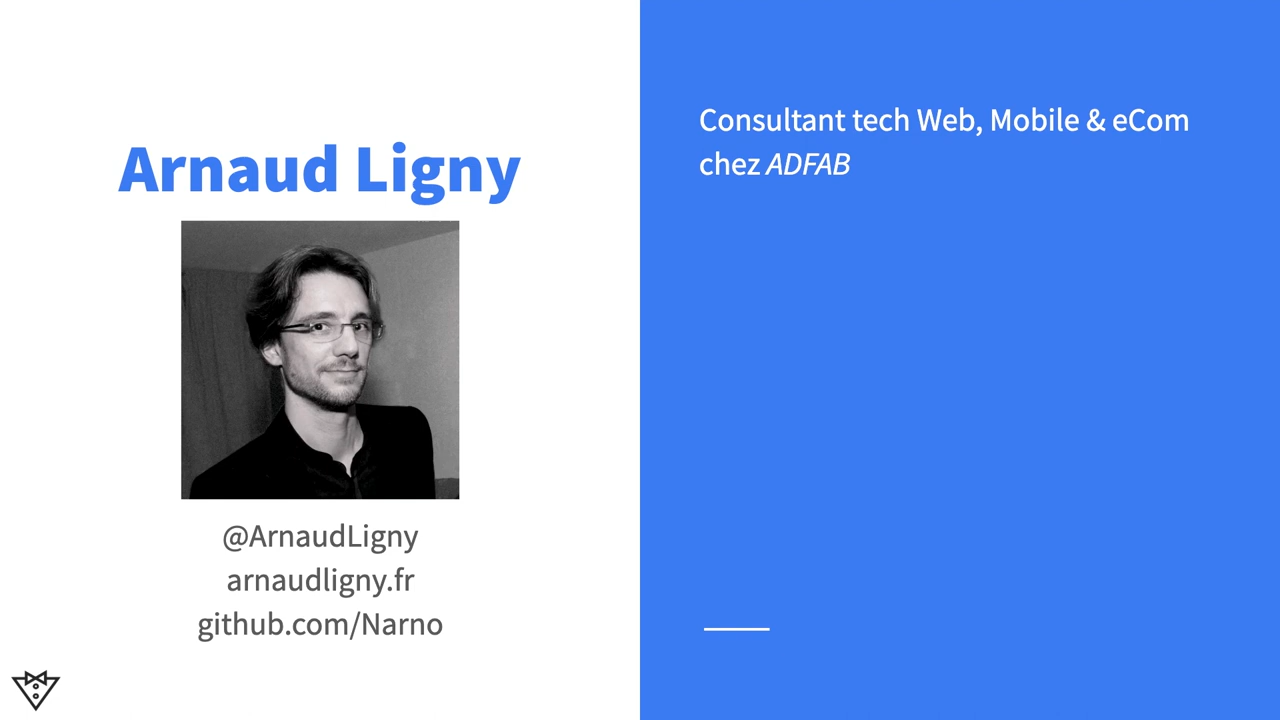 Arnaud Ligny
@ArnaudLigny
arnaudligny.fr
github.com/Narno
Consultant tech Web, Mobile & eCom
chez ADFAB